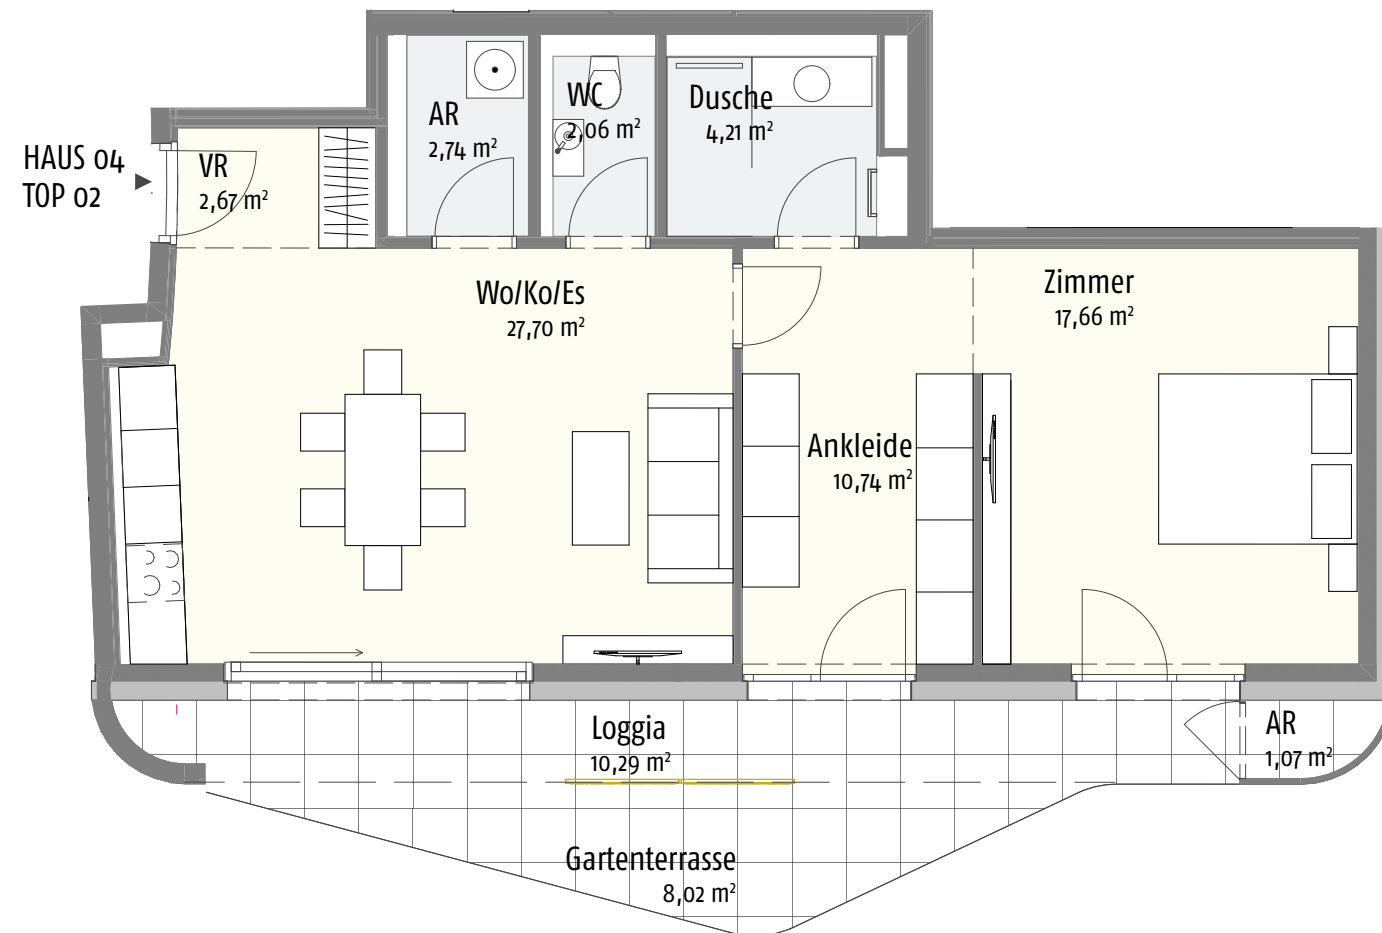 AR
2,74 m²
WC
2,06 m²
Dusche
4,21 m²
HAUS 04
TOP 02
VR
2,67 m²
Wo/Ko/Es
27,70 m²
Zimmer
17,66 m²
Ankleide
10,74 m²
Loggia
10,29 m²
AR
1,07 m²
Gartenterrasse
8,02 m²